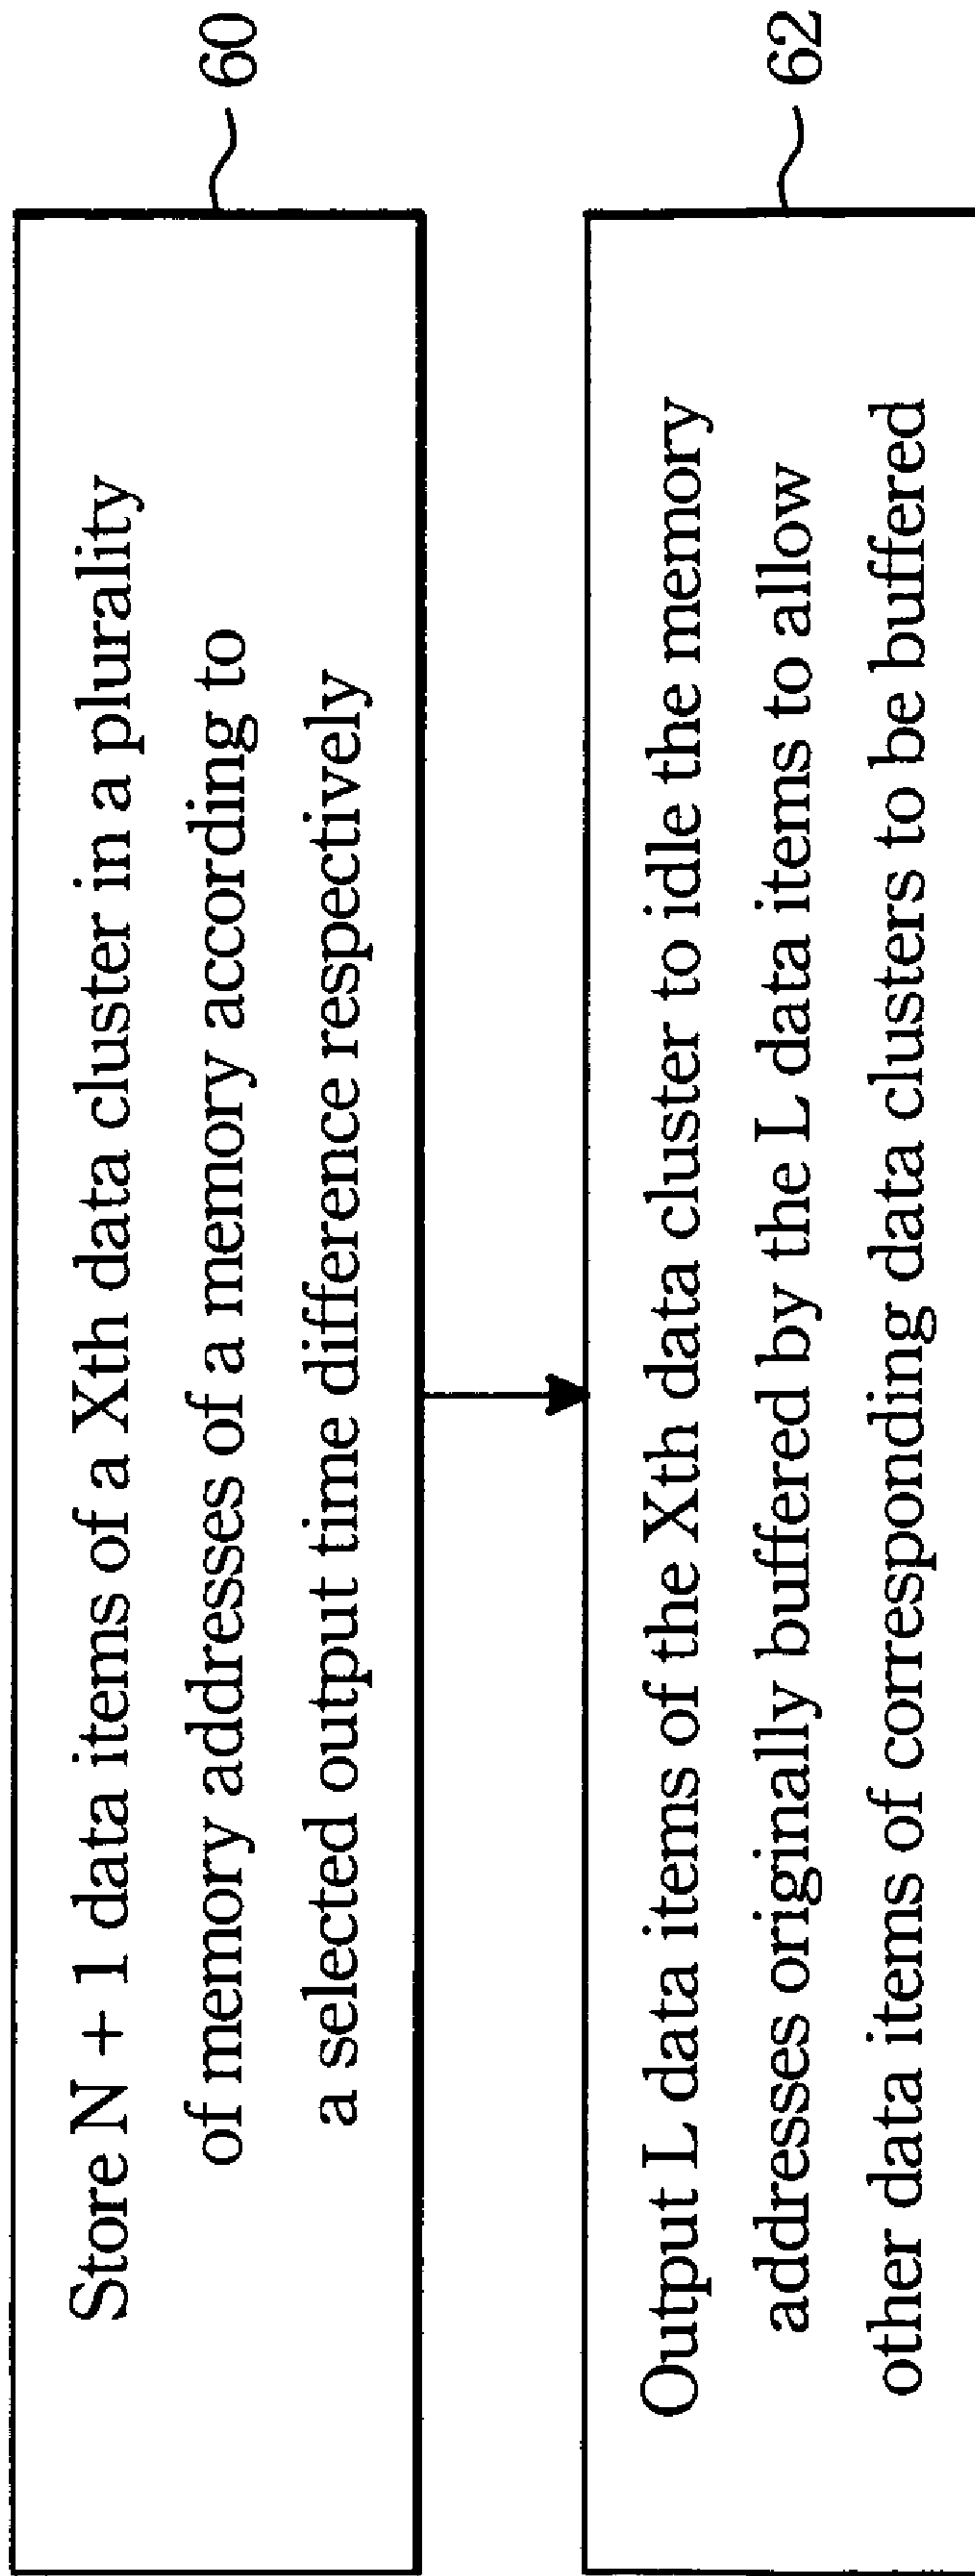 Store N + 1 data items of a Xth data cluster in a plurality
of memory addresses of a memory according to
a selected output time difference respectively
60
Output L data items of the Xth data cluster to idle the memory
addresses originally buffered by the L data items to allow
other data items of corresponding data clusters to be buffered
62